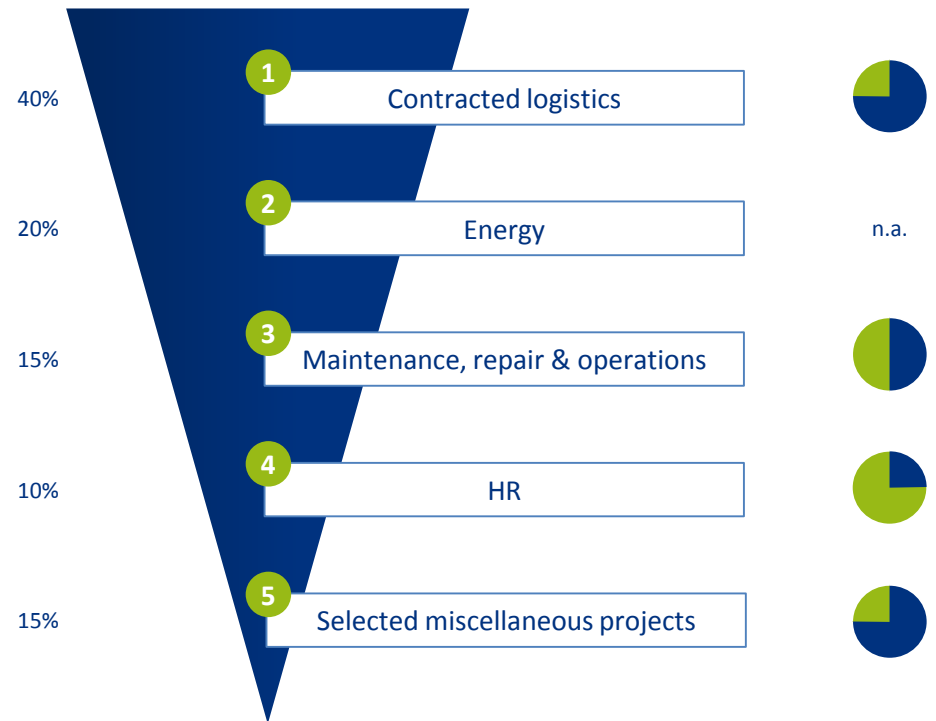 1
40%
Contracted logistics
2
20%
Energy
n.a.
3
15%
Maintenance, repair & operations
4
10%
HR
5
15%
Selected miscellaneous projects